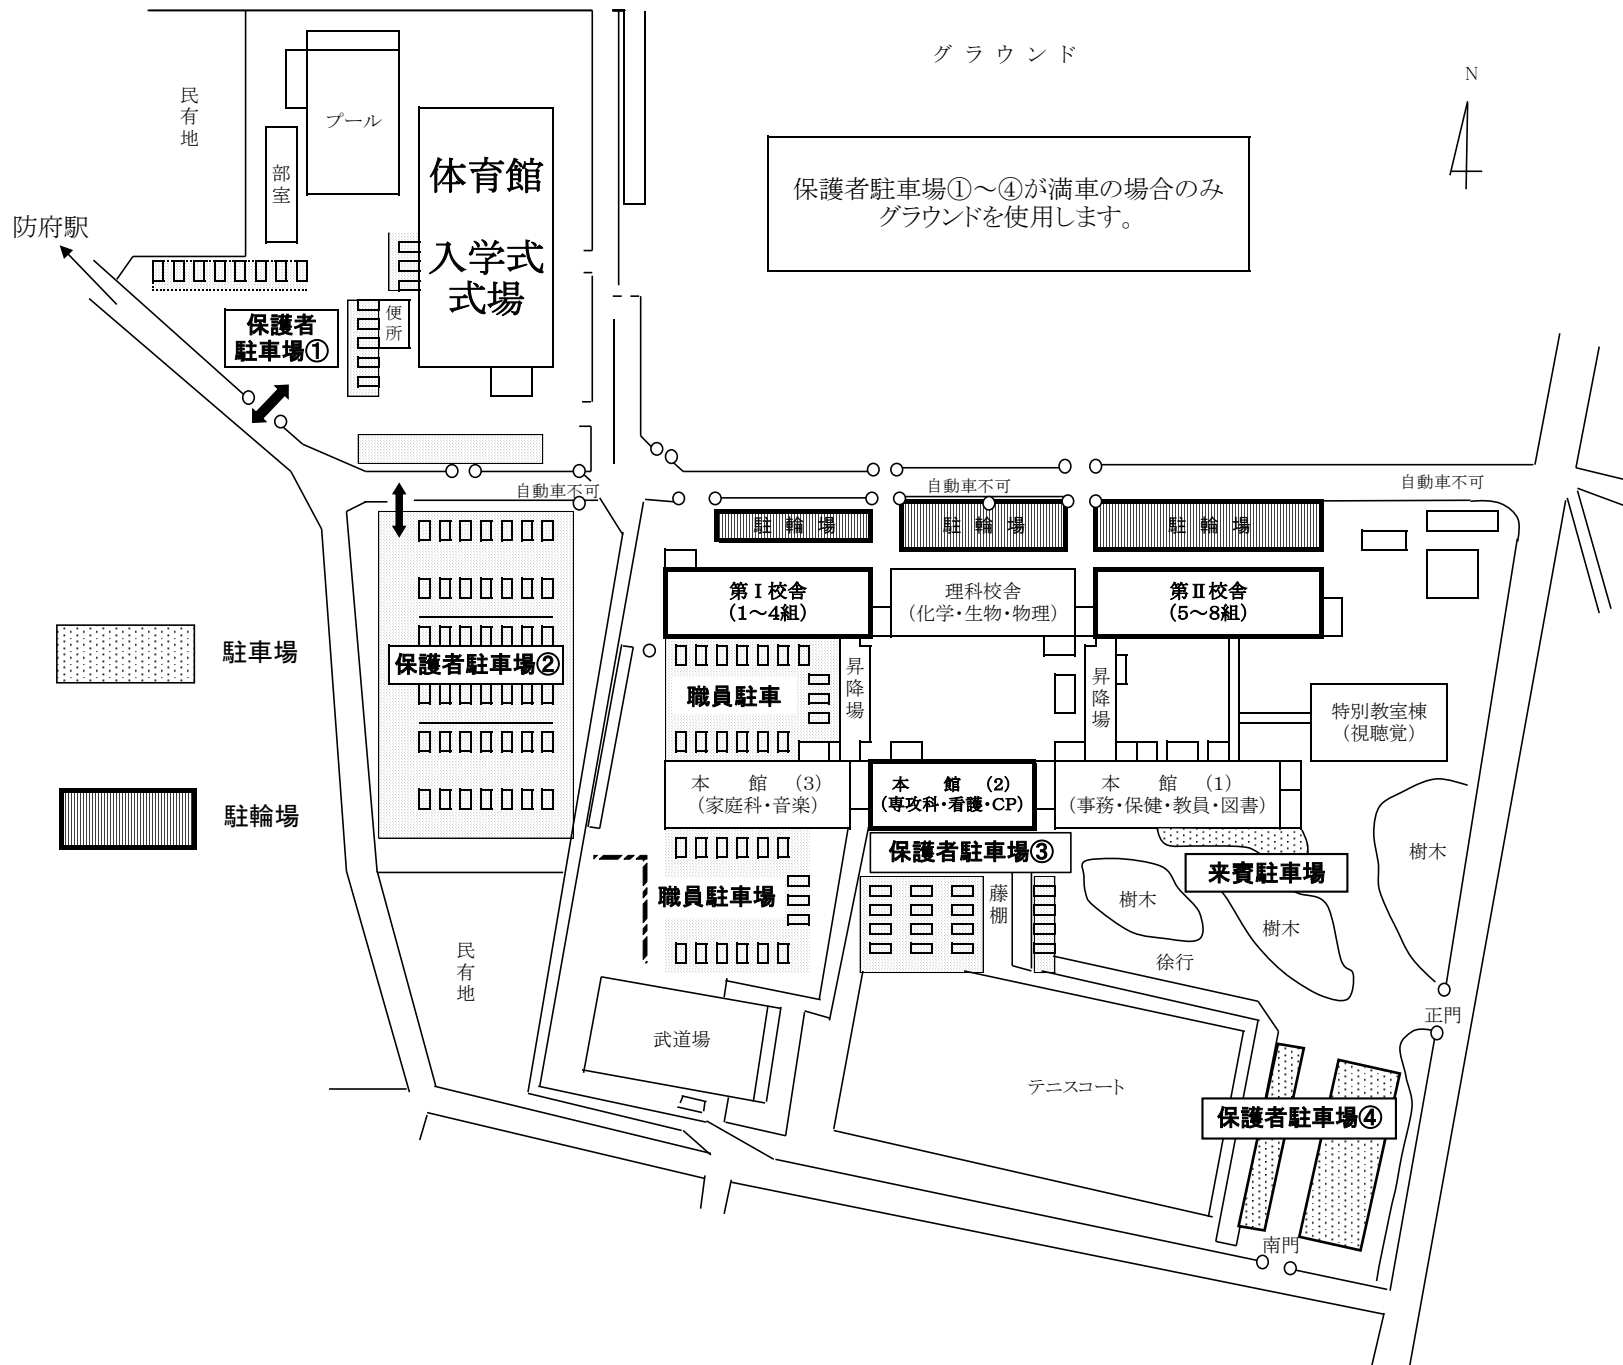 グ ラ ウ ン ド
N
民有地
プール
部室
体育館
入学式
式場
保護者駐車場①～④が満車の場合のみ
グラウンドを使用します。
防府駅
保護者
駐車場①
便所
自動車不可
自動車不可
自動車不可
駐 輪 場
駐 輪 場
駐 輪 場
第Ⅰ校舎
(1～4組)
理科校舎
(化学・生物・物理)
第Ⅱ校舎
(5～8組)
駐車場
保護者駐車場②
職員駐車
昇降場
昇降場
特別教室棟
(視聴覚)
駐輪場
本 館 (3)
(家庭科・音楽)
本 館 (2)
(専攻科・看護・CP)
本 館 (1)
(事務・保健・教員・図書)
保護者駐車場③
来賓駐車場
樹木
職員駐車場
藤棚
樹木
樹木
民有地
徐行
正門
武道場
テニスコート
保護者駐車場④
南門